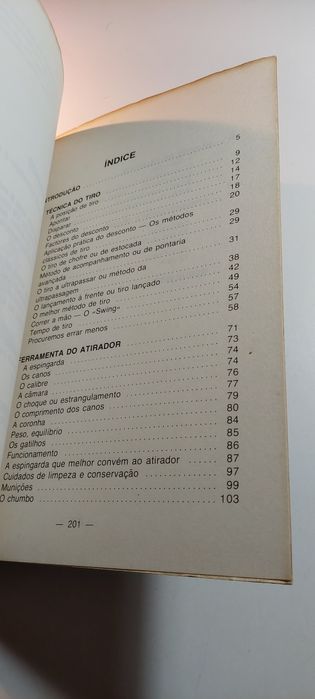 ÍNDICE
INTRODUÇÃO ........ 5
TÉCNICA DO TIRO ........ 9
A posição de tiro ........ 12
Apontar ........ 14
Disparar ........ 17
O desconto ........ 18
Factores do desconto ........ 20
Aplicação prática do desconto — Os métodos
clássicos de tiro ........ 29
O tiro de chofre ou de estocada ........ 29
Método de acompanhamento ou de pontaria
avançada ........ 31
O tiro a ultrapassar ou método da
ultrapassagem ........ 38
O lançamento à frente ou tiro lançado ........ 42
O melhor método de tiro ........ 49
Correr a mão — O «Swing» ........ 54
Tempo de tiro ........ 57
Procuremos errar menos ........ 58
FERRAMENTA DO ATIRADOR ........ 71
A espingarda ........ 73
Os canos ........ 74
O calibre ........ 74
A câmara ........ 76
O choque ou estrangulamento ........ 77
O comprimento dos canos ........ 79
A coronha ........ 80
Peso, equilíbrio ........ 84
Os gatilhos ........ 85
Funcionamento ........ 86
A espingarda que melhor convém ao atirador ........ 87
Cuidados de limpeza e conservação ........ 97
Munições ........ 99
O chumbo ........ 103
— 201 —